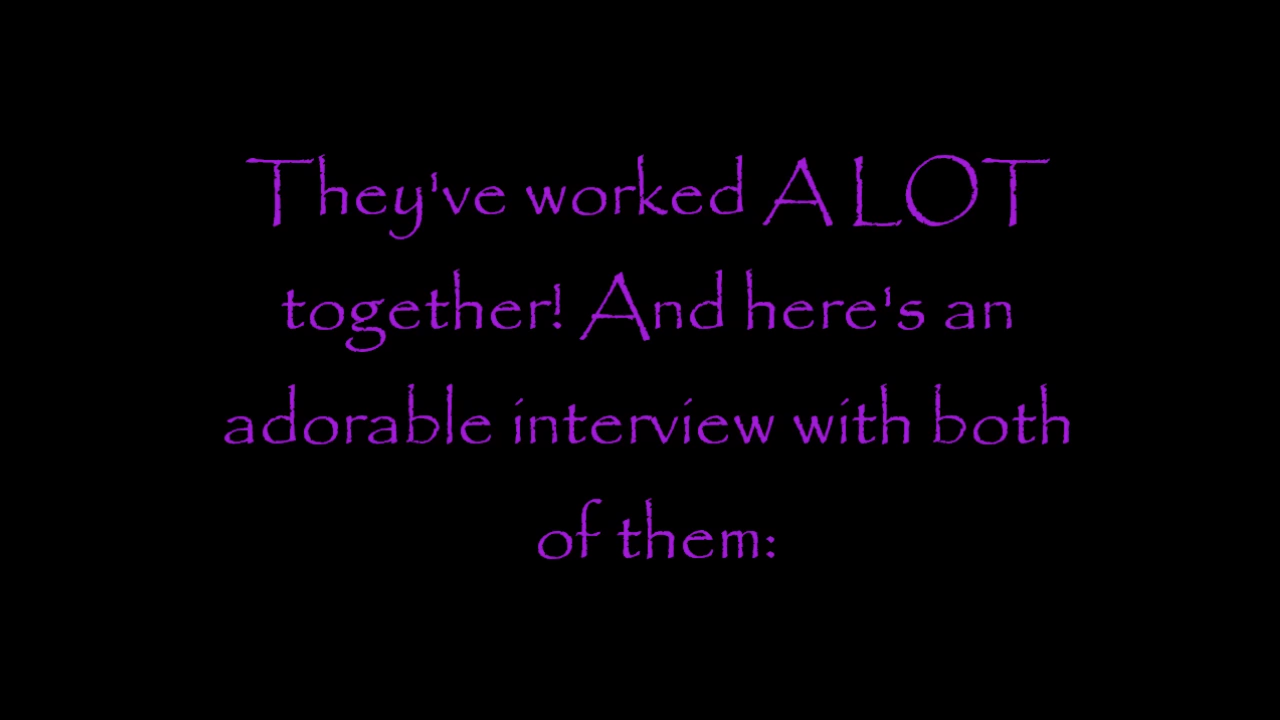 They've worked A LOT
together! And here's an
adorable interview with both
of them: